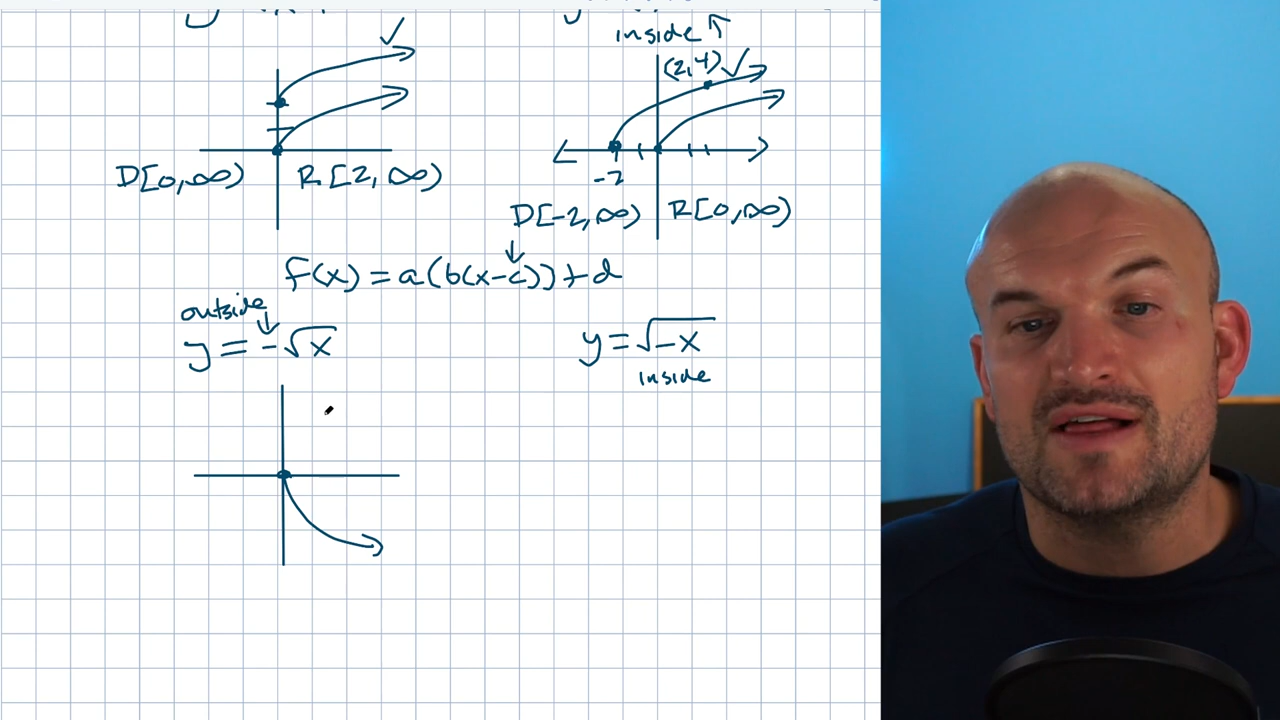 inside ↑
(2,4) ✓
✓
D[0,∞) R[2,∞)
-2
D[-2,∞) R[0,∞)
f(x) = a(b(x-c))+d
outside
y = -√x
y = √-x
inside